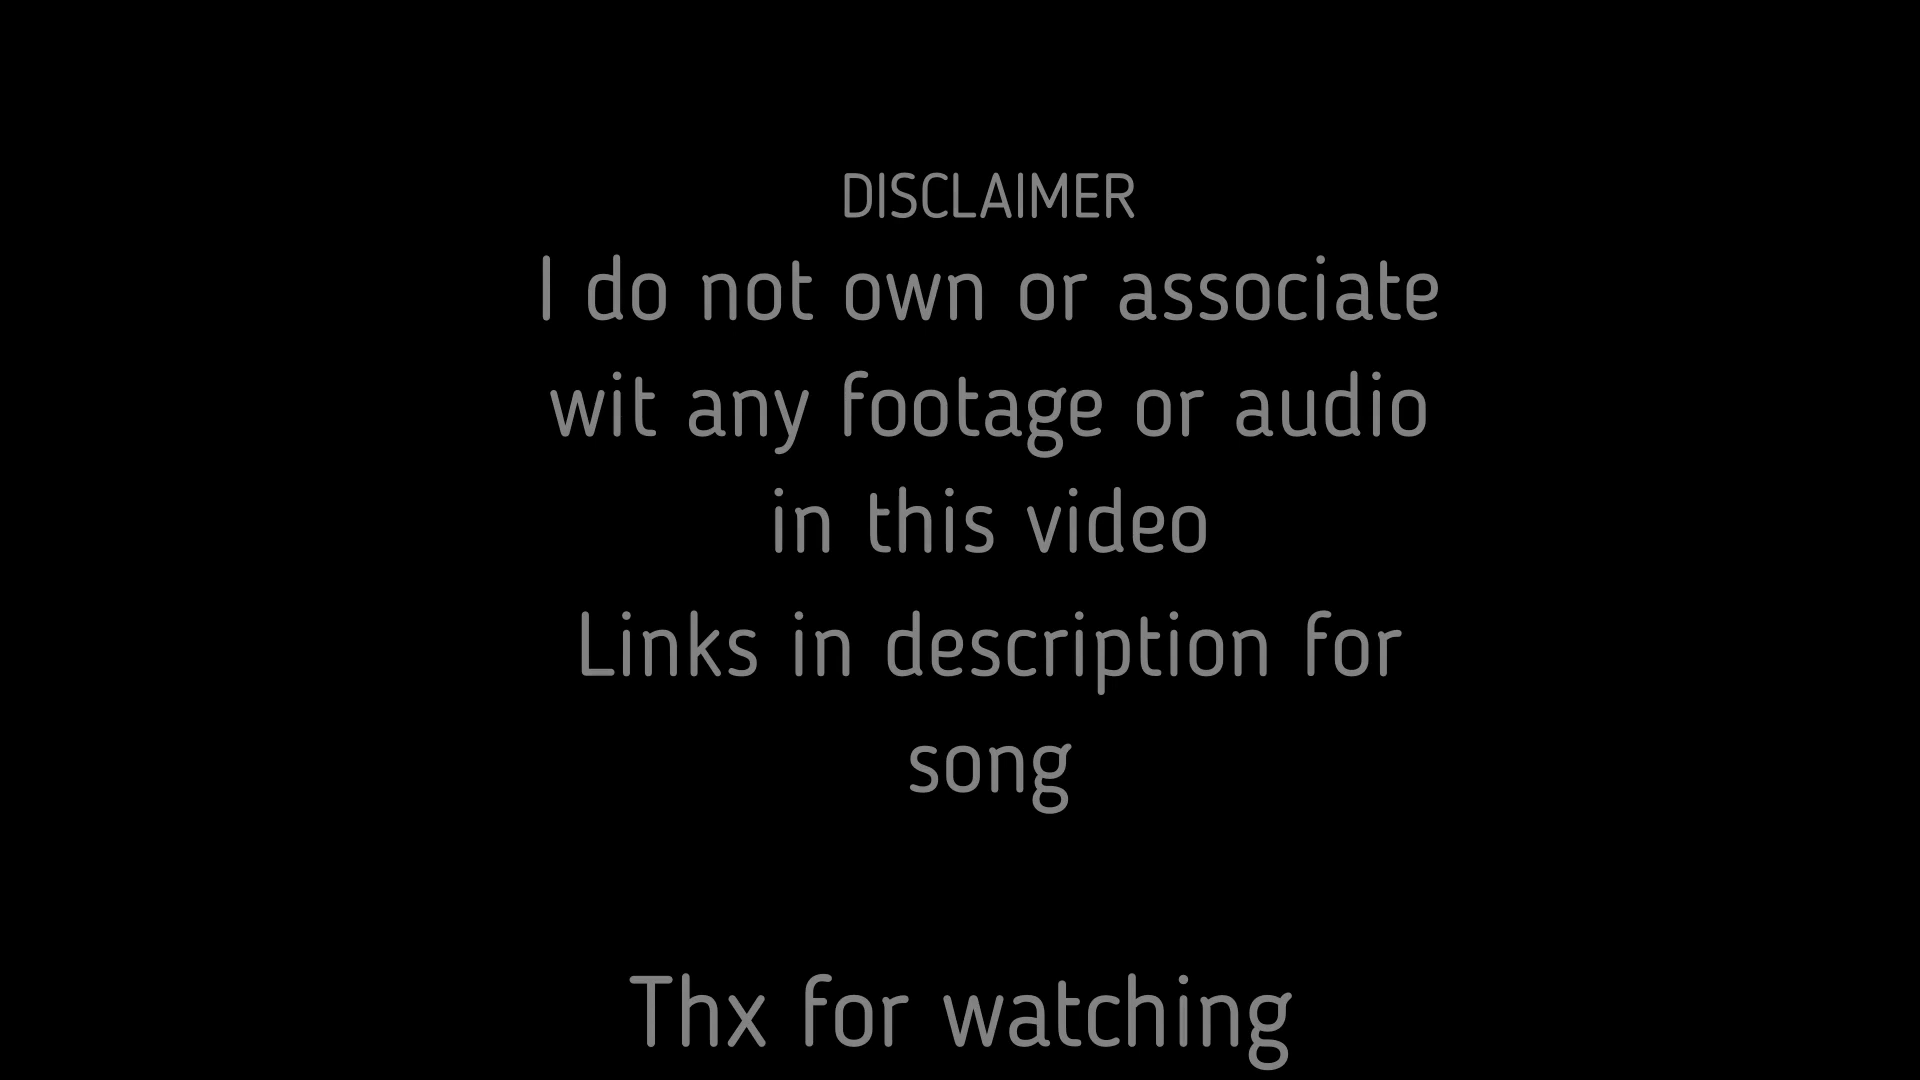 DISCLAIMER
I do not own or associate
wit any footage or audio
in this video
Links in description for
song
Thx for watching